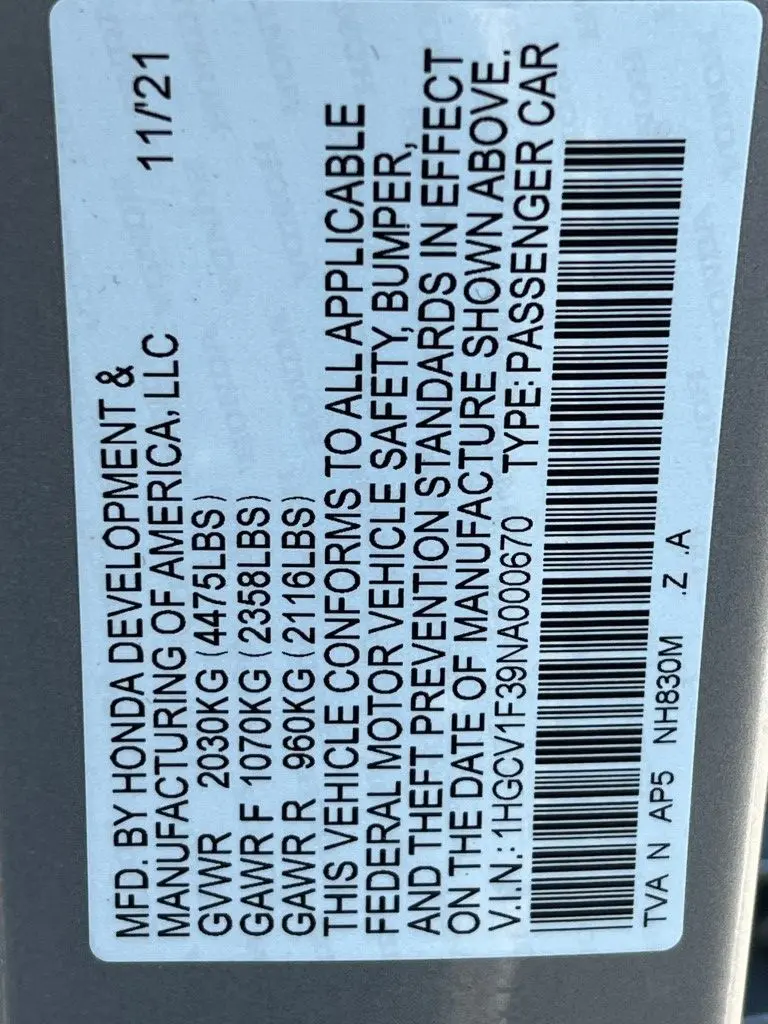 MFD. BY HONDA DEVELOPMENT &
MANUFACTURING OF AMERICA, LLC 11/'21
GVWR 2030KG (4475LBS)
GAWR F 1070KG (2358LBS)
GAWR R 960KG (2116LBS)
THIS VEHICLE CONFORMS TO ALL APPLICABLE
FEDERAL MOTOR VEHICLE SAFETY, BUMPER,
AND THEFT PREVENTION STANDARDS IN EFFECT
ON THE DATE OF MANUFACTURE SHOWN ABOVE.
V.I.N.: 1HGCV1F39NA000670 TYPE: PASSENGER CAR
TVA N AP5 NH830M .Z .A